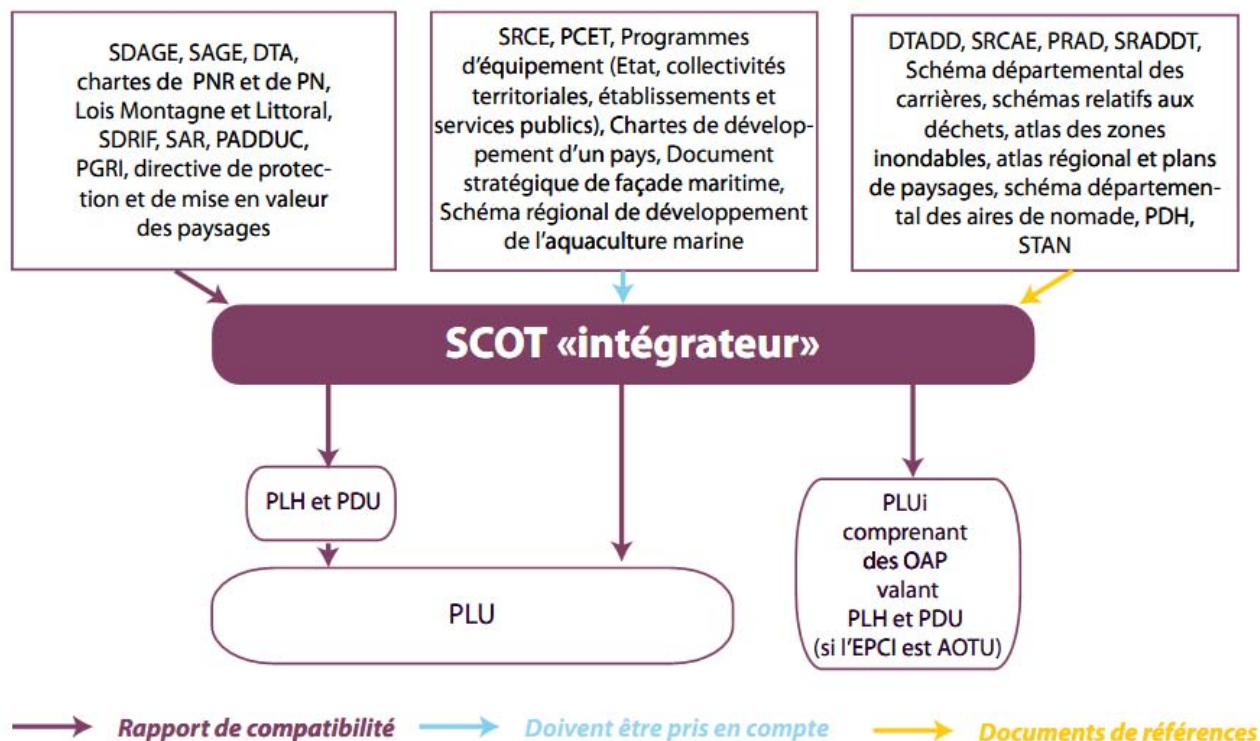 SDAGE, SAGE, DTA,
chartes de PNR et de PN,
Lois Montagne et Littoral,
SDRIF, SAR, PADDUC,
PGRI, directive de protec-
tion et de mise en valeur
des paysages
SRCE, PCET, Programmes
d'équipement (Etat, collectivités
territoriales, établissements et
services publics), Chartes de dévelop-
pement d'un pays, Document
stratégique de façade maritime,
Schéma régional de développement
de l'aquaculture marine
DTADD, SRCAE, PRAD, SRADDT,
Schéma départemental des
carrières, schémas relatifs aux
déchets, atlas des zones
inondables, atlas régional et plans
de paysages, schéma départemen-
tal des aires de nomade, PDH,
STAN
SCOT «intégrateur»
PLH et PDU
PLU
PLUi
comprenant
des OAP
valant
PLH et PDU
(si l'EPCI est AOTU)
Rapport de compatibilité
Doivent être pris en compte
Documents de références